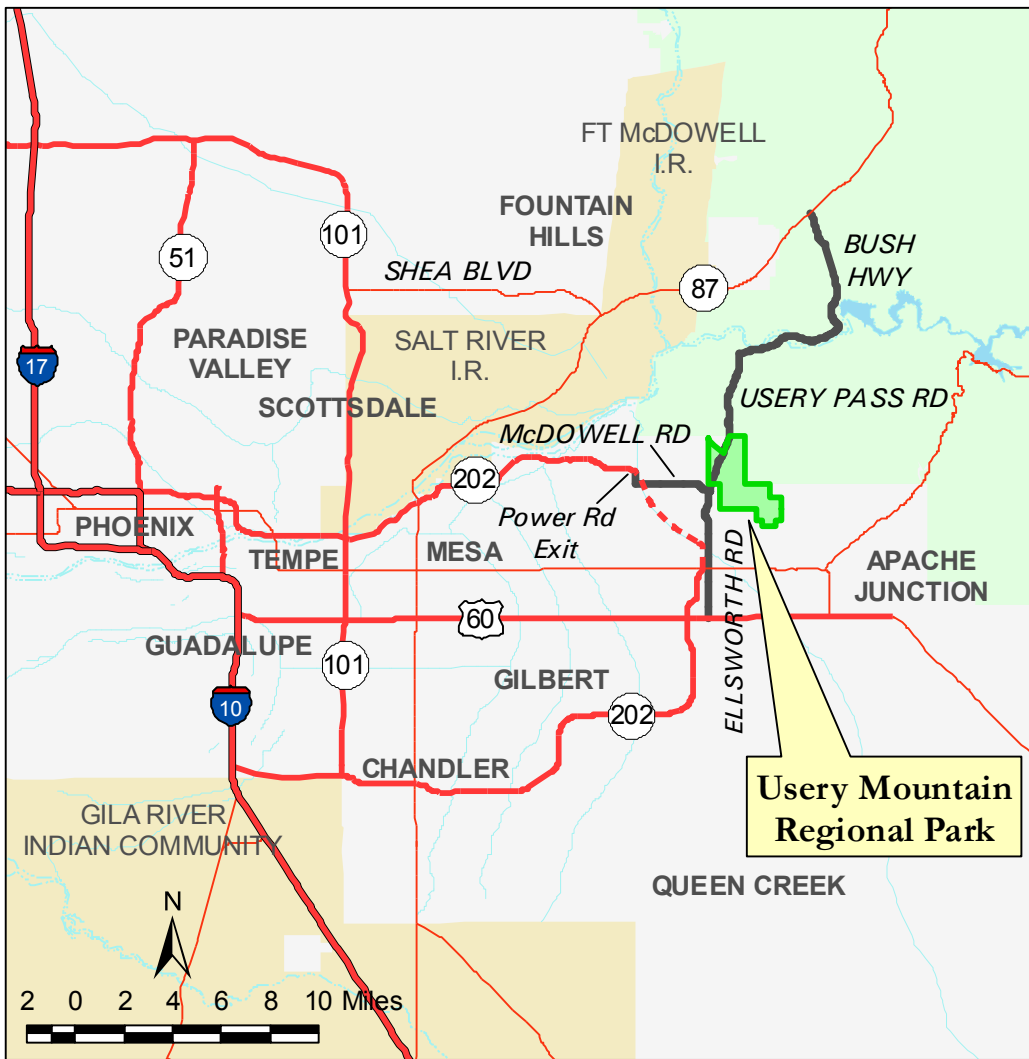 FT McDOWELL
I.R.
FOUNTAIN
HILLS
BUSH
HWY
101
51
SHEA BLVD
87
PARADISE
VALLEY
SALT RIVER
I.R.
17
SCOTTSDALE
USERY PASS RD
McDOWELL RD
202
Power Rd
Exit
PHOENIX
TEMPE
MESA
APACHE
JUNCTION
ELLSWORTH RD
60
GUADALUPE
101
GILBERT
10
202
CHANDLER
Usery Mountain
Regional Park
GILA RIVER
INDIAN COMMUNITY
QUEEN CREEK
N
2 0 2 4 6 8 10 Miles